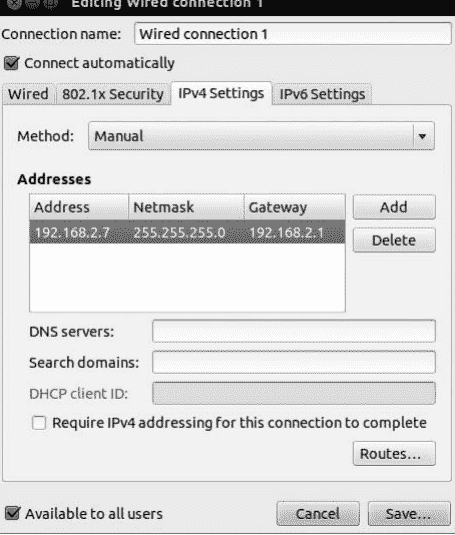 Editing Wired connection 1
Connection name: Wired connection 1
Connect automatically
Wired 802.1x Security IPv4 Settings IPv6 Settings
Method: Manual
Addresses
Address Netmask Gateway Add
192.168.2.7 255.255.255.0 192.168.2.1
Delete
DNS servers:
Search domains:
DHCP client ID:
Require IPv4 addressing for this connection to complete
Routes...
Available to all users Cancel Save...